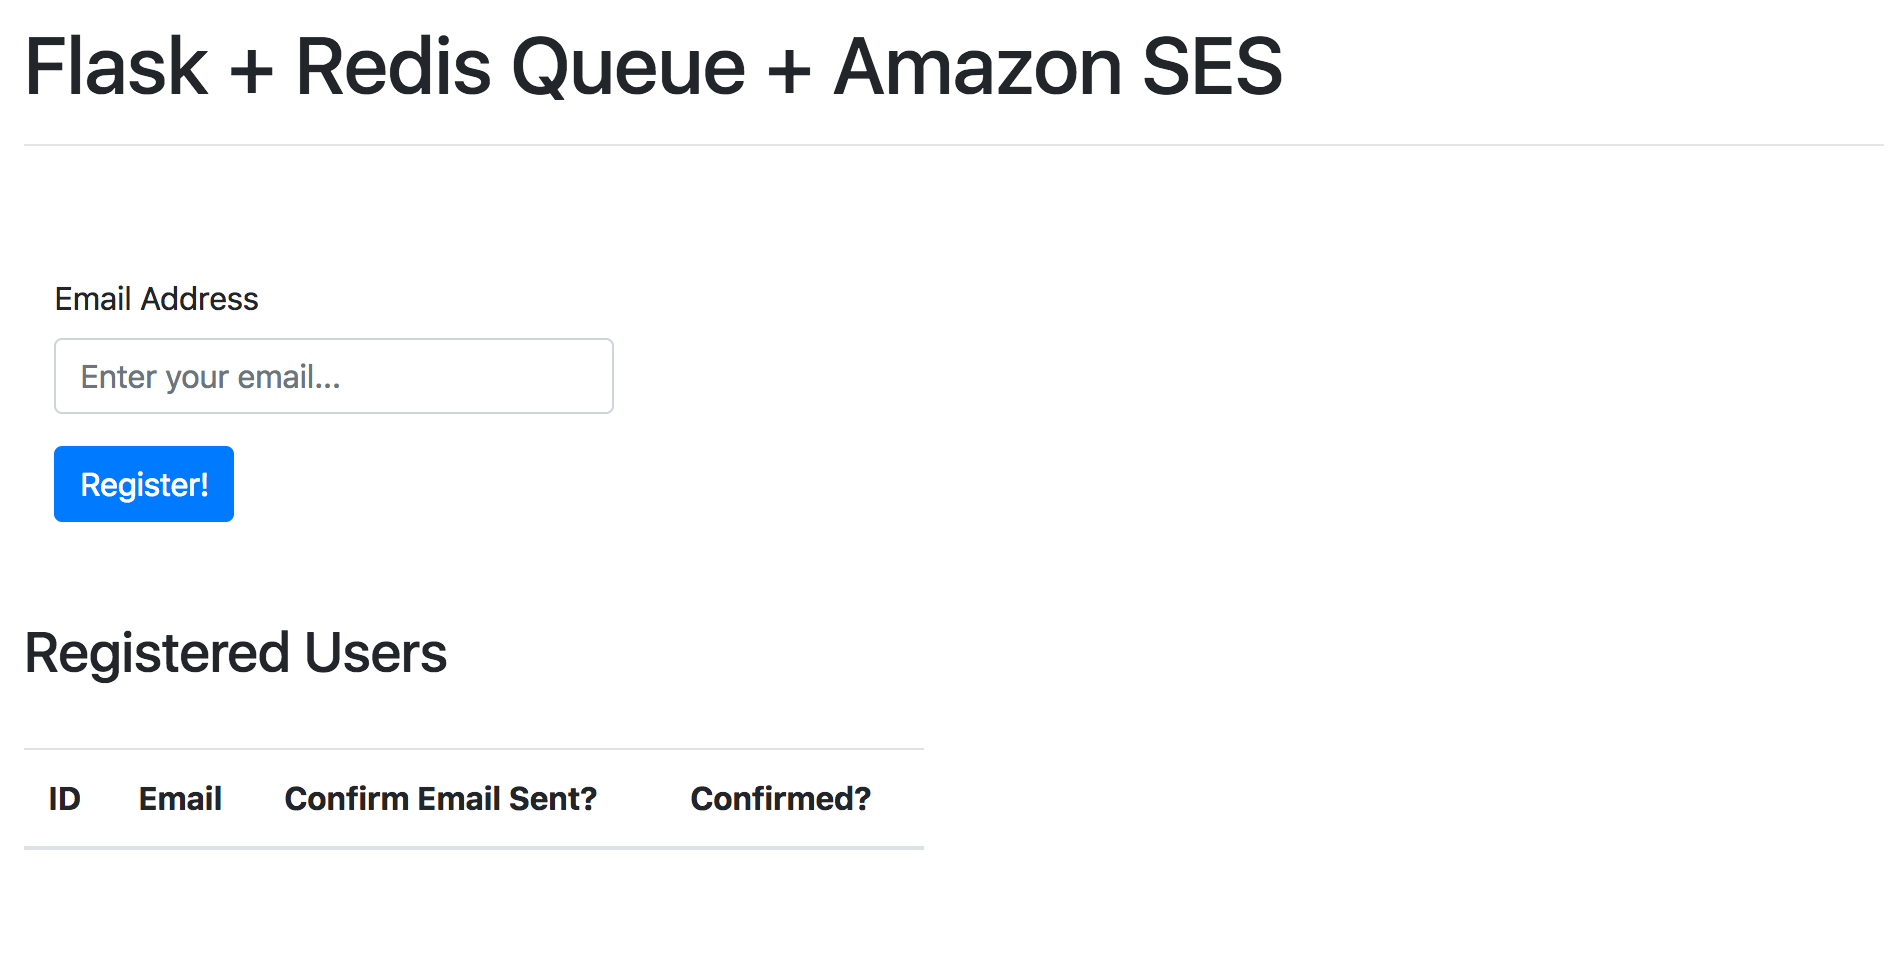 Flask + Redis Queue + Amazon SES
Email Address
Enter your email...
Register!
Registered Users
ID Email Confirm Email Sent? Confirmed?